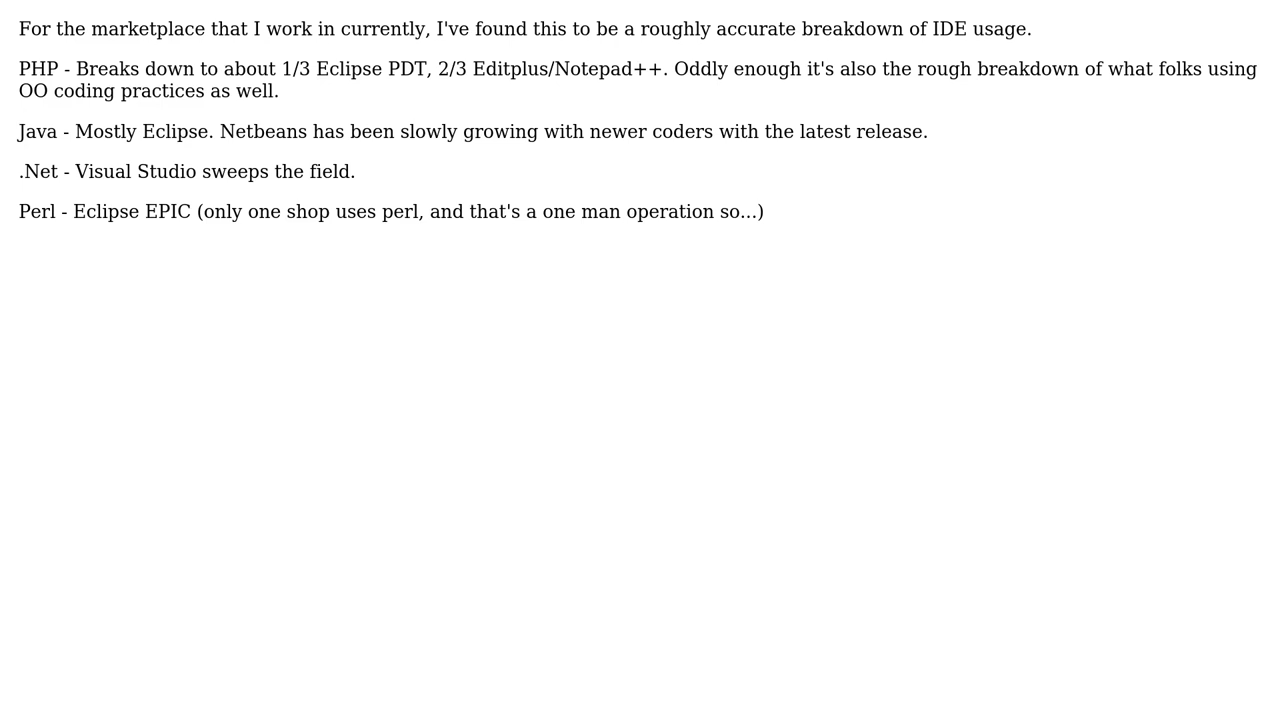 For the marketplace that I work in currently, I've found this to be a roughly accurate breakdown of IDE usage.
PHP - Breaks down to about 1/3 Eclipse PDT, 2/3 Editplus/Notepad++. Oddly enough it's also the rough breakdown of what folks using
OO coding practices as well.
Java - Mostly Eclipse. Netbeans has been slowly growing with newer coders with the latest release.
.Net - Visual Studio sweeps the field.
Perl - Eclipse EPIC (only one shop uses perl, and that's a one man operation so...)